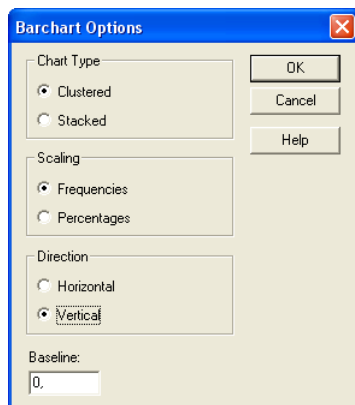 Barchart Options
Chart Type
Clustered
Stacked
Scaling
Frequencies
Percentages
Direction
Horizontal
Vertical
Baseline:
0,
OK
Cancel
Help